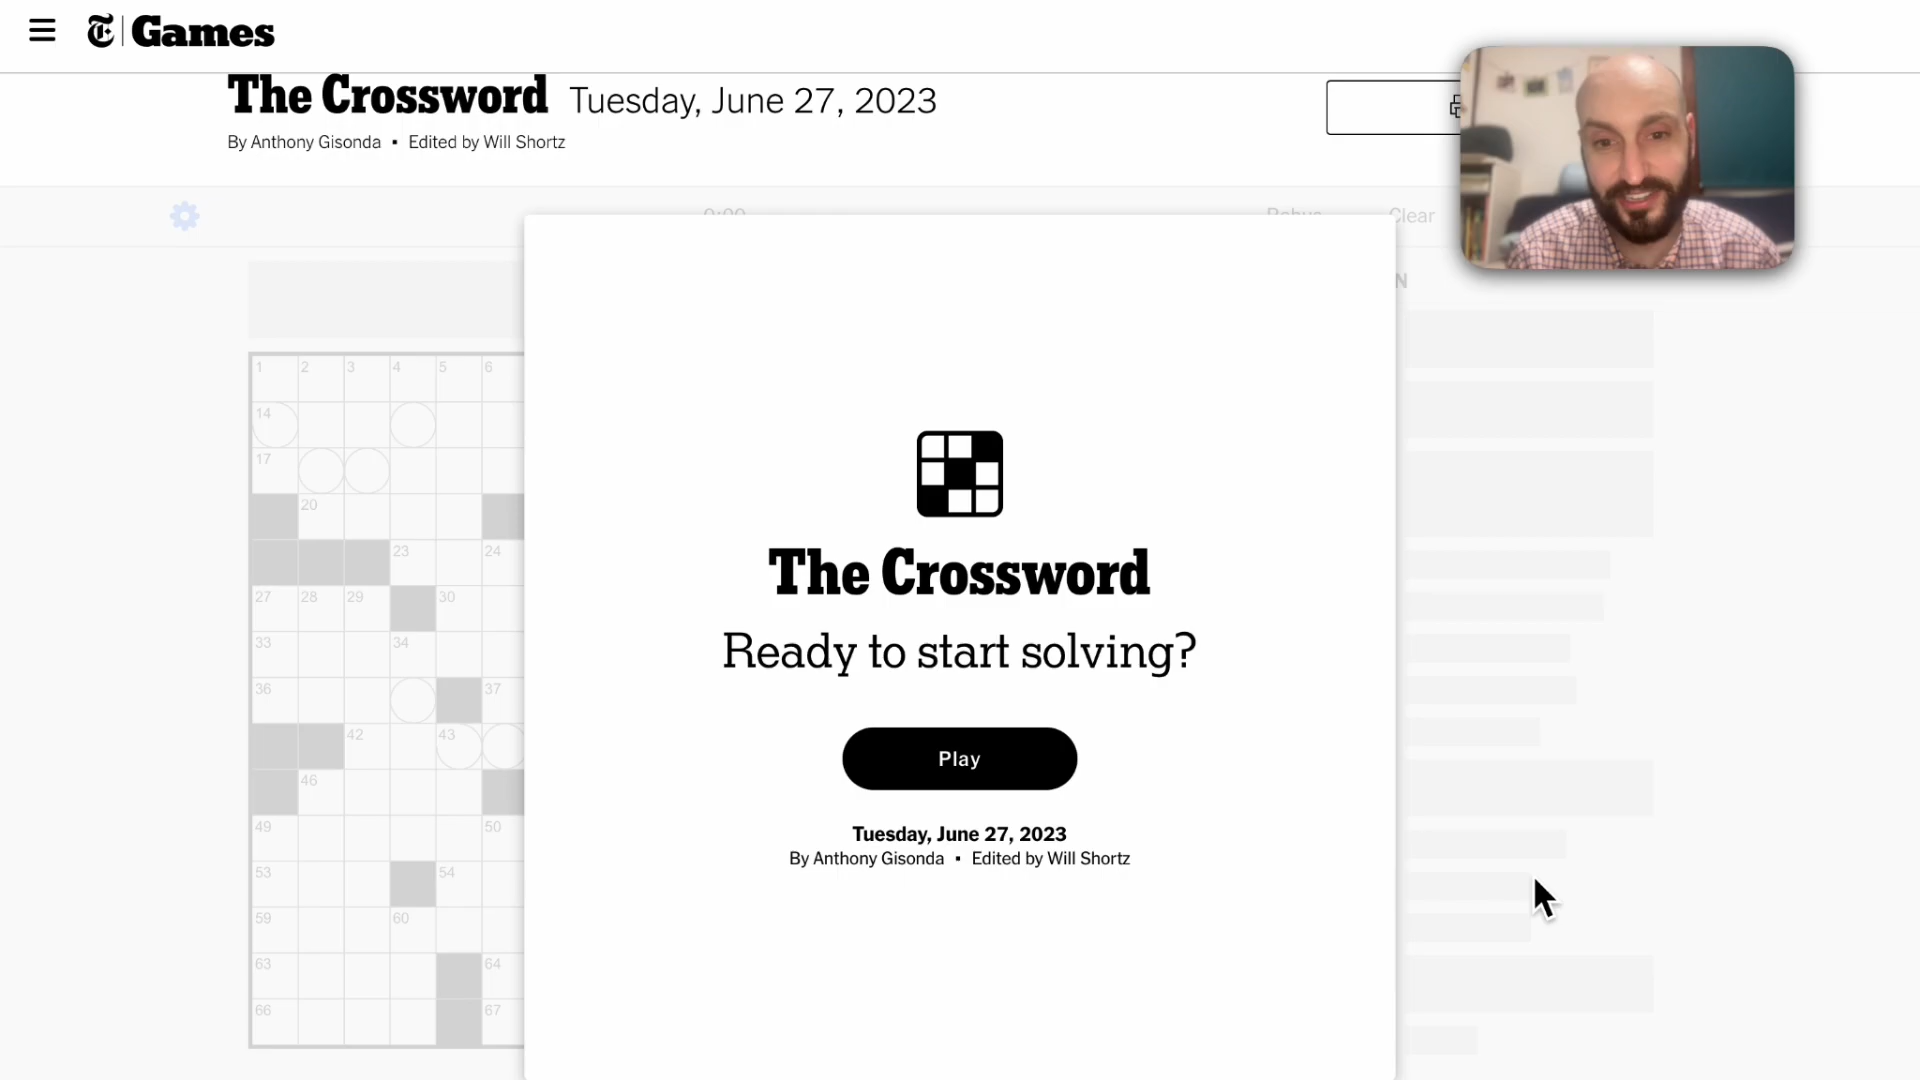 Games
The Crossword Tuesday, June 27, 2023
By Anthony Gisonda • Edited by Will Shortz
0:00 Rebus Clear
N
1 2 3 4 5 6
14
17
20
23 24
27 28 29 30
33 34
36 37
42 43
46
49 50
53 54
59 60
63 64
66 67
The Crossword
Ready to start solving?
Play
Tuesday, June 27, 2023
By Anthony Gisonda • Edited by Will Shortz